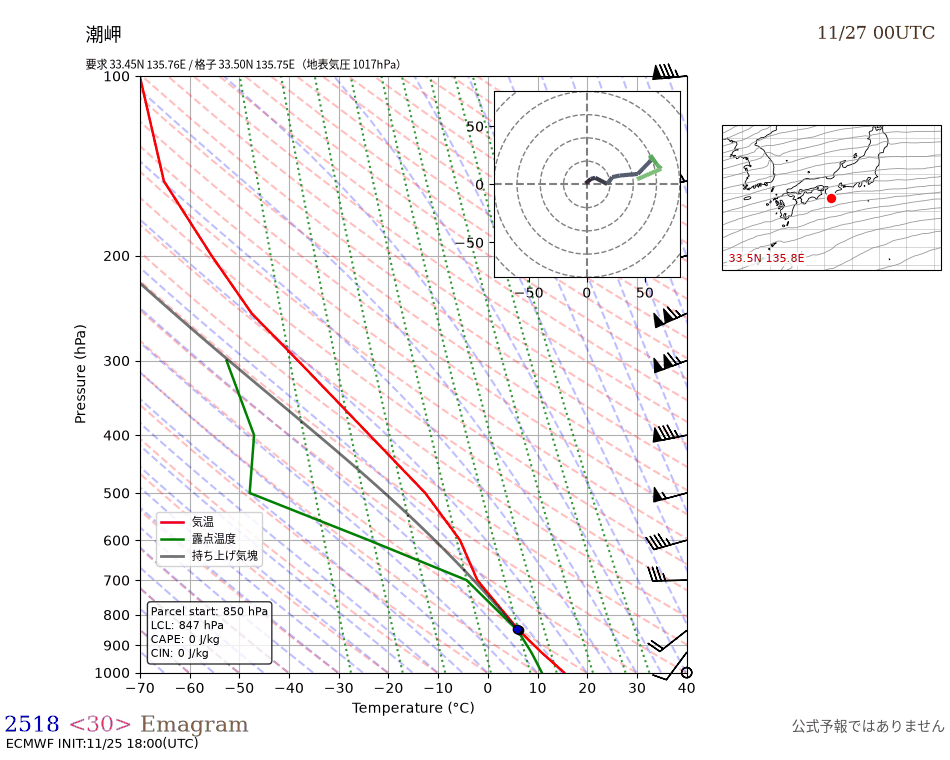 潮岬
11/27 00UTC
要求 33.45N 135.76E / 格子 33.50N 135.75E（地表気圧 1017hPa）
100
200
300
400
500
600
700
800
900
1000
Pressure (hPa)
50
0
−50
−50 0 50
33.5N 135.8E
気温
露点温度
持ち上げ気塊
Parcel start: 850 hPa
LCL: 847 hPa
CAPE: 0 J/kg
CIN: 0 J/kg
−70 −60 −50 −40 −30 −20 −10 0 10 20 30 40
Temperature (°C)
2518 <30> Emagram
公式予報ではありません
ECMWF INIT:11/25 18:00(UTC)